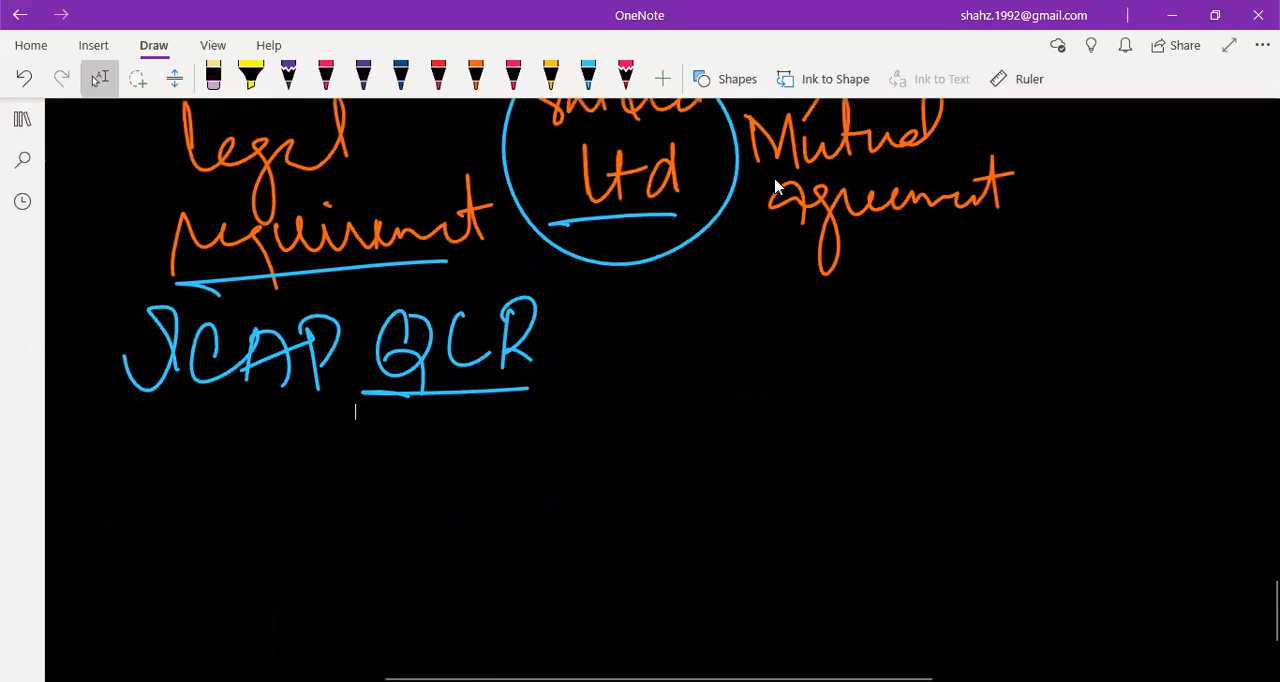 OneNote
shahz.1992@gmail.com
Home Insert Draw View Help
Share
Shapes Ink to Shape Ink to Text Ruler
legal
requirement
Ltd
Mutual
agreement
ICAP QCR